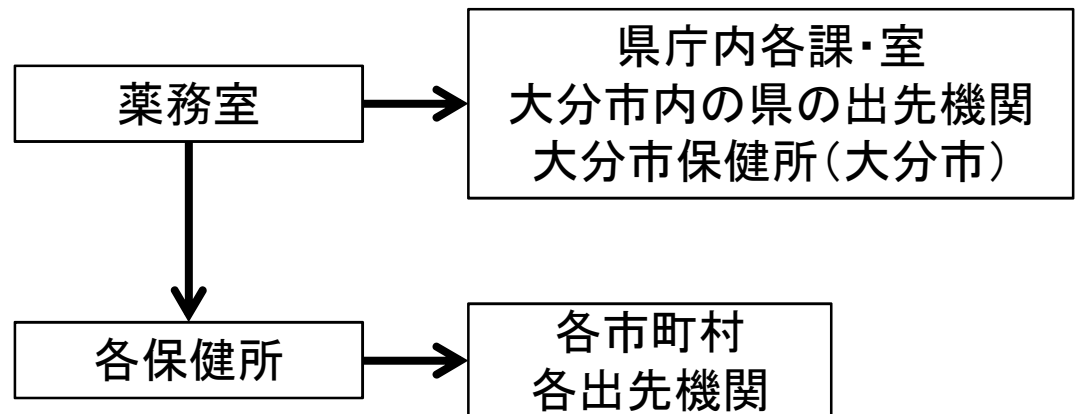 薬務室
県庁内各課・室
大分市内の県の出先機関
大分市保健所(大分市)
各保健所
各市町村
各出先機関